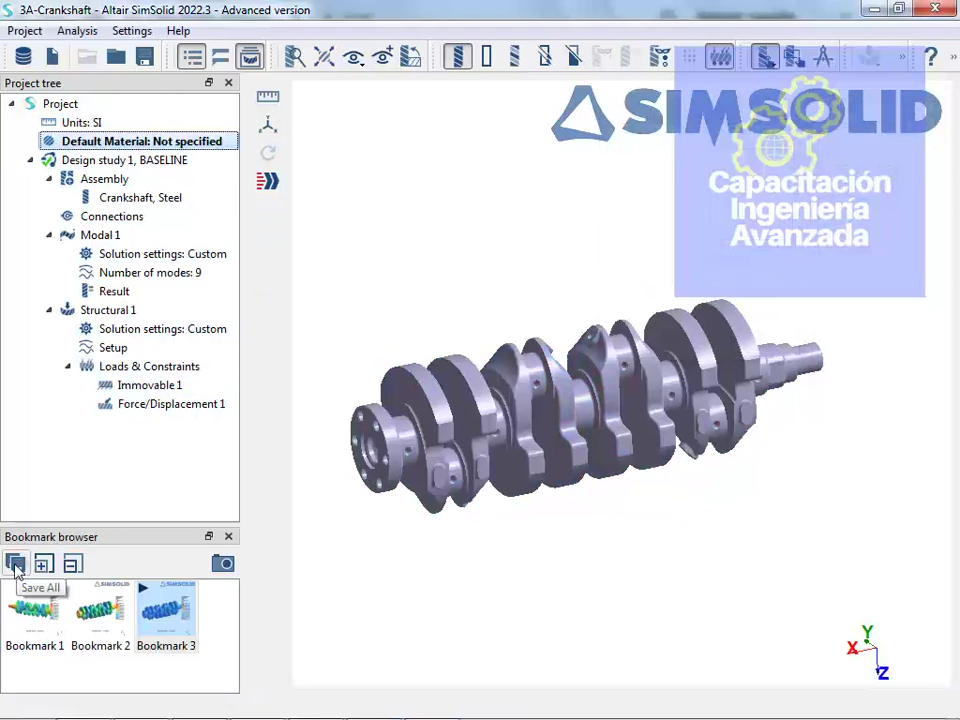 3A-Crankshaft - Altair SimSolid 2022.3 - Advanced version
Project Analysis Settings Help
Project tree
Project
Units: SI
Default Material: Not specified
Design study 1, BASELINE
Assembly
Crankshaft, Steel
Connections
Modal 1
Solution settings: Custom
Number of modes: 9
Result
Structural 1
Solution settings: Custom
Setup
Loads & Constraints
Immovable 1
Force/Displacement 1
Bookmark browser
Save All
Bookmark 1 Bookmark 2 Bookmark 3
SIMSOLID
Capacitación
Ingeniería
Avanzada
Y
X
Z